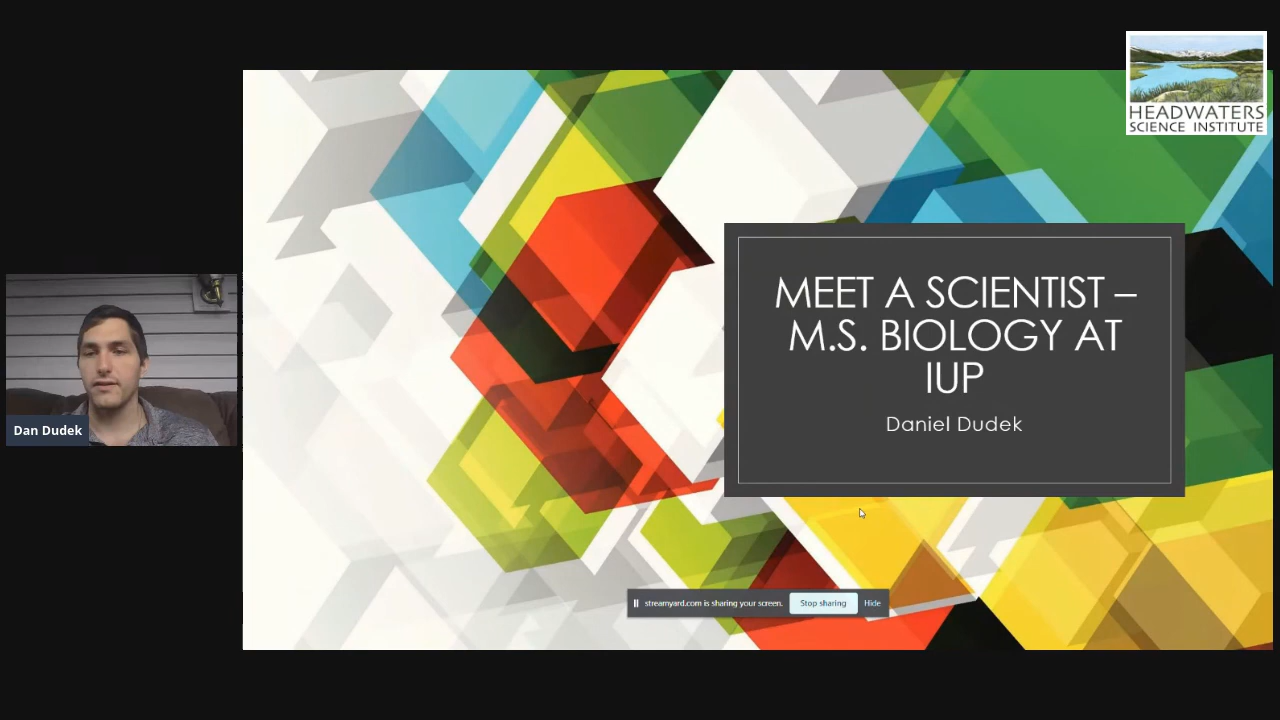 HEADWATERS
SCIENCE INSTITUTE
MEET A SCIENTIST –
M.S. BIOLOGY AT
IUP
Daniel Dudek
Dan Dudek
streamyard.com is sharing your screen. Stop sharing Hide